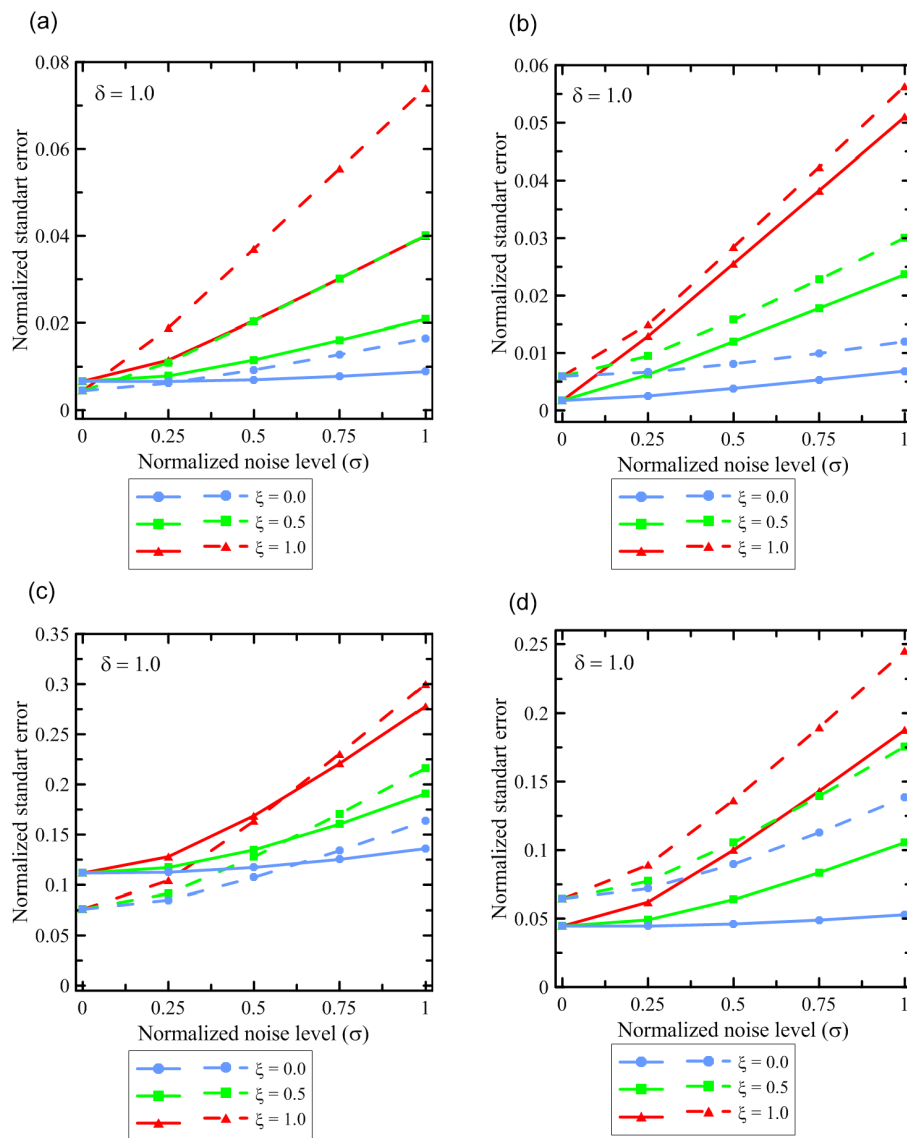 (a)
(b)
0.08
0.06
0.04
0.02
0
δ = 1.0
Normalized standart error
0 0.25 0.5 0.75 1
Normalized noise level (σ)
ξ = 0.0
ξ = 0.5
ξ = 1.0
0.06
0.05
0.04
0.03
0.02
0.01
0
δ = 1.0
Normalized standart error
0 0.25 0.5 0.75 1
Normalized noise level (σ)
ξ = 0.0
ξ = 0.5
ξ = 1.0
(c)
(d)
0.35
0.3
0.25
0.2
0.15
0.1
0.05
0
δ = 1.0
Normalized standart error
0 0.25 0.5 0.75 1
Normalized noise level (σ)
ξ = 0.0
ξ = 0.5
ξ = 1.0
0.25
0.2
0.15
0.1
0.05
0
δ = 1.0
Normalized standart error
0 0.25 0.5 0.75 1
Normalized noise level (σ)
ξ = 0.0
ξ = 0.5
ξ = 1.0